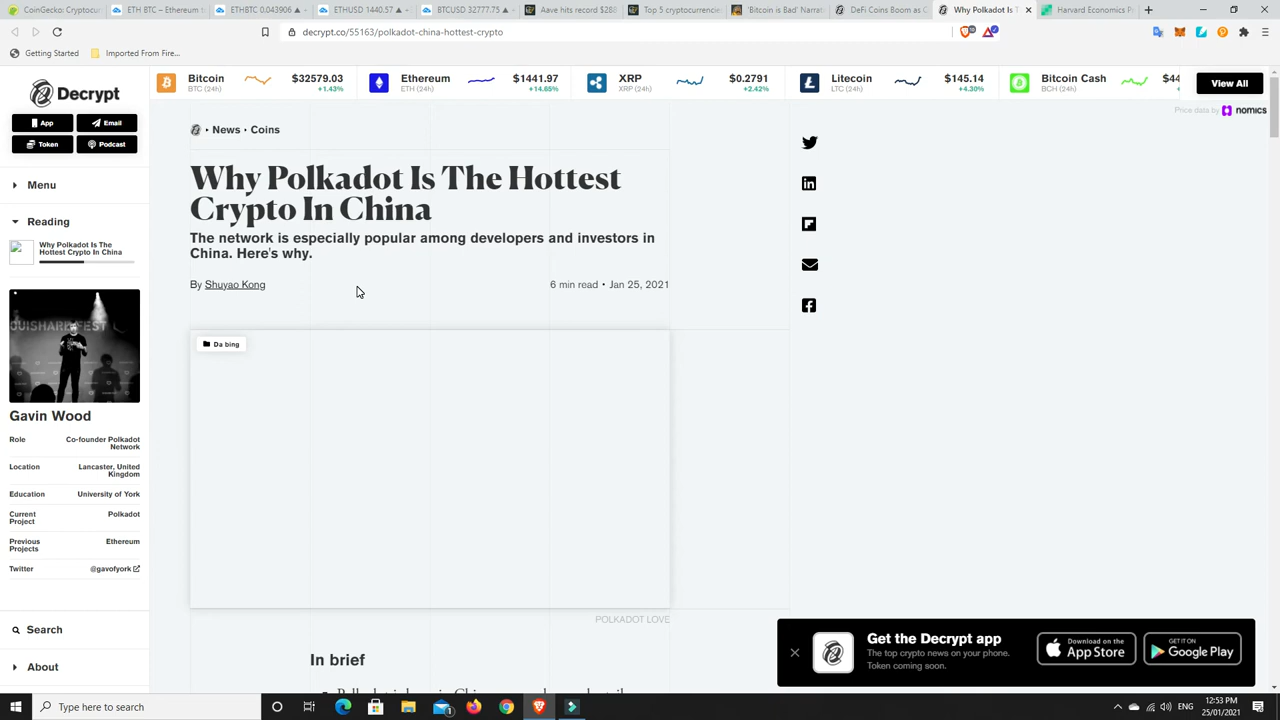 Coingecko: Cryptocu
ETH BTC – Ethereum t
ETHBTC 0.043906 ▲
ETHUSD 1440.57 ▲
BTCUSD 32777.75 ▲
Aave hits record $2B
Top 5 cryptocurrencie
'Bitcoin is Bad' Narrat
DeFi Coins Boom as C
Why Polkadot Is T
Harvard Economics Pr
decrypt.co/55163/polkadot-china-hottest-crypto
Getting Started
Imported From Fire...
Decrypt
App
Email
Token
Podcast
Bitcoin
BTC (24h)
$32579.03
+1.43%
Ethereum
ETH (24h)
$1441.97
+14.65%
XRP
XRP (24h)
$0.2791
+2.42%
Litecoin
LTC (24h)
$145.14
+4.30%
Bitcoin Cash
BCH (24h)
$44
View All
Price data by nomics
Menu
Reading
Why Polkadot Is The
Hottest Crypto In China
OUISHARE FEST
Gavin Wood
Role Co-founder Polkadot
Network
Location Lancaster, United
Kingdom
Education University of York
Current Polkadot
Project
Previous Ethereum
Projects
Twitter @gavofyork
Search
About
• News • Coins
Why Polkadot Is The Hottest
Crypto In China
The network is especially popular among developers and investors in
China. Here's why.
By Shuyao Kong
6 min read • Jan 25, 2021
Da bing
POLKADOT LOVE
In brief
Get the Decrypt app
The top crypto news on your phone.
Token coming soon.
Download on the
App Store
GET IT ON
Google Play
Type here to search
ENG
12:53 PM
25/01/2021